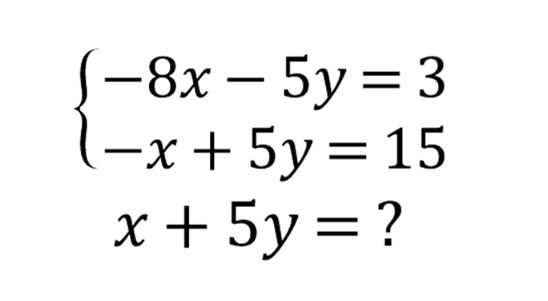 −8x − 5y = 3
−x + 5y = 15
x + 5y = ?